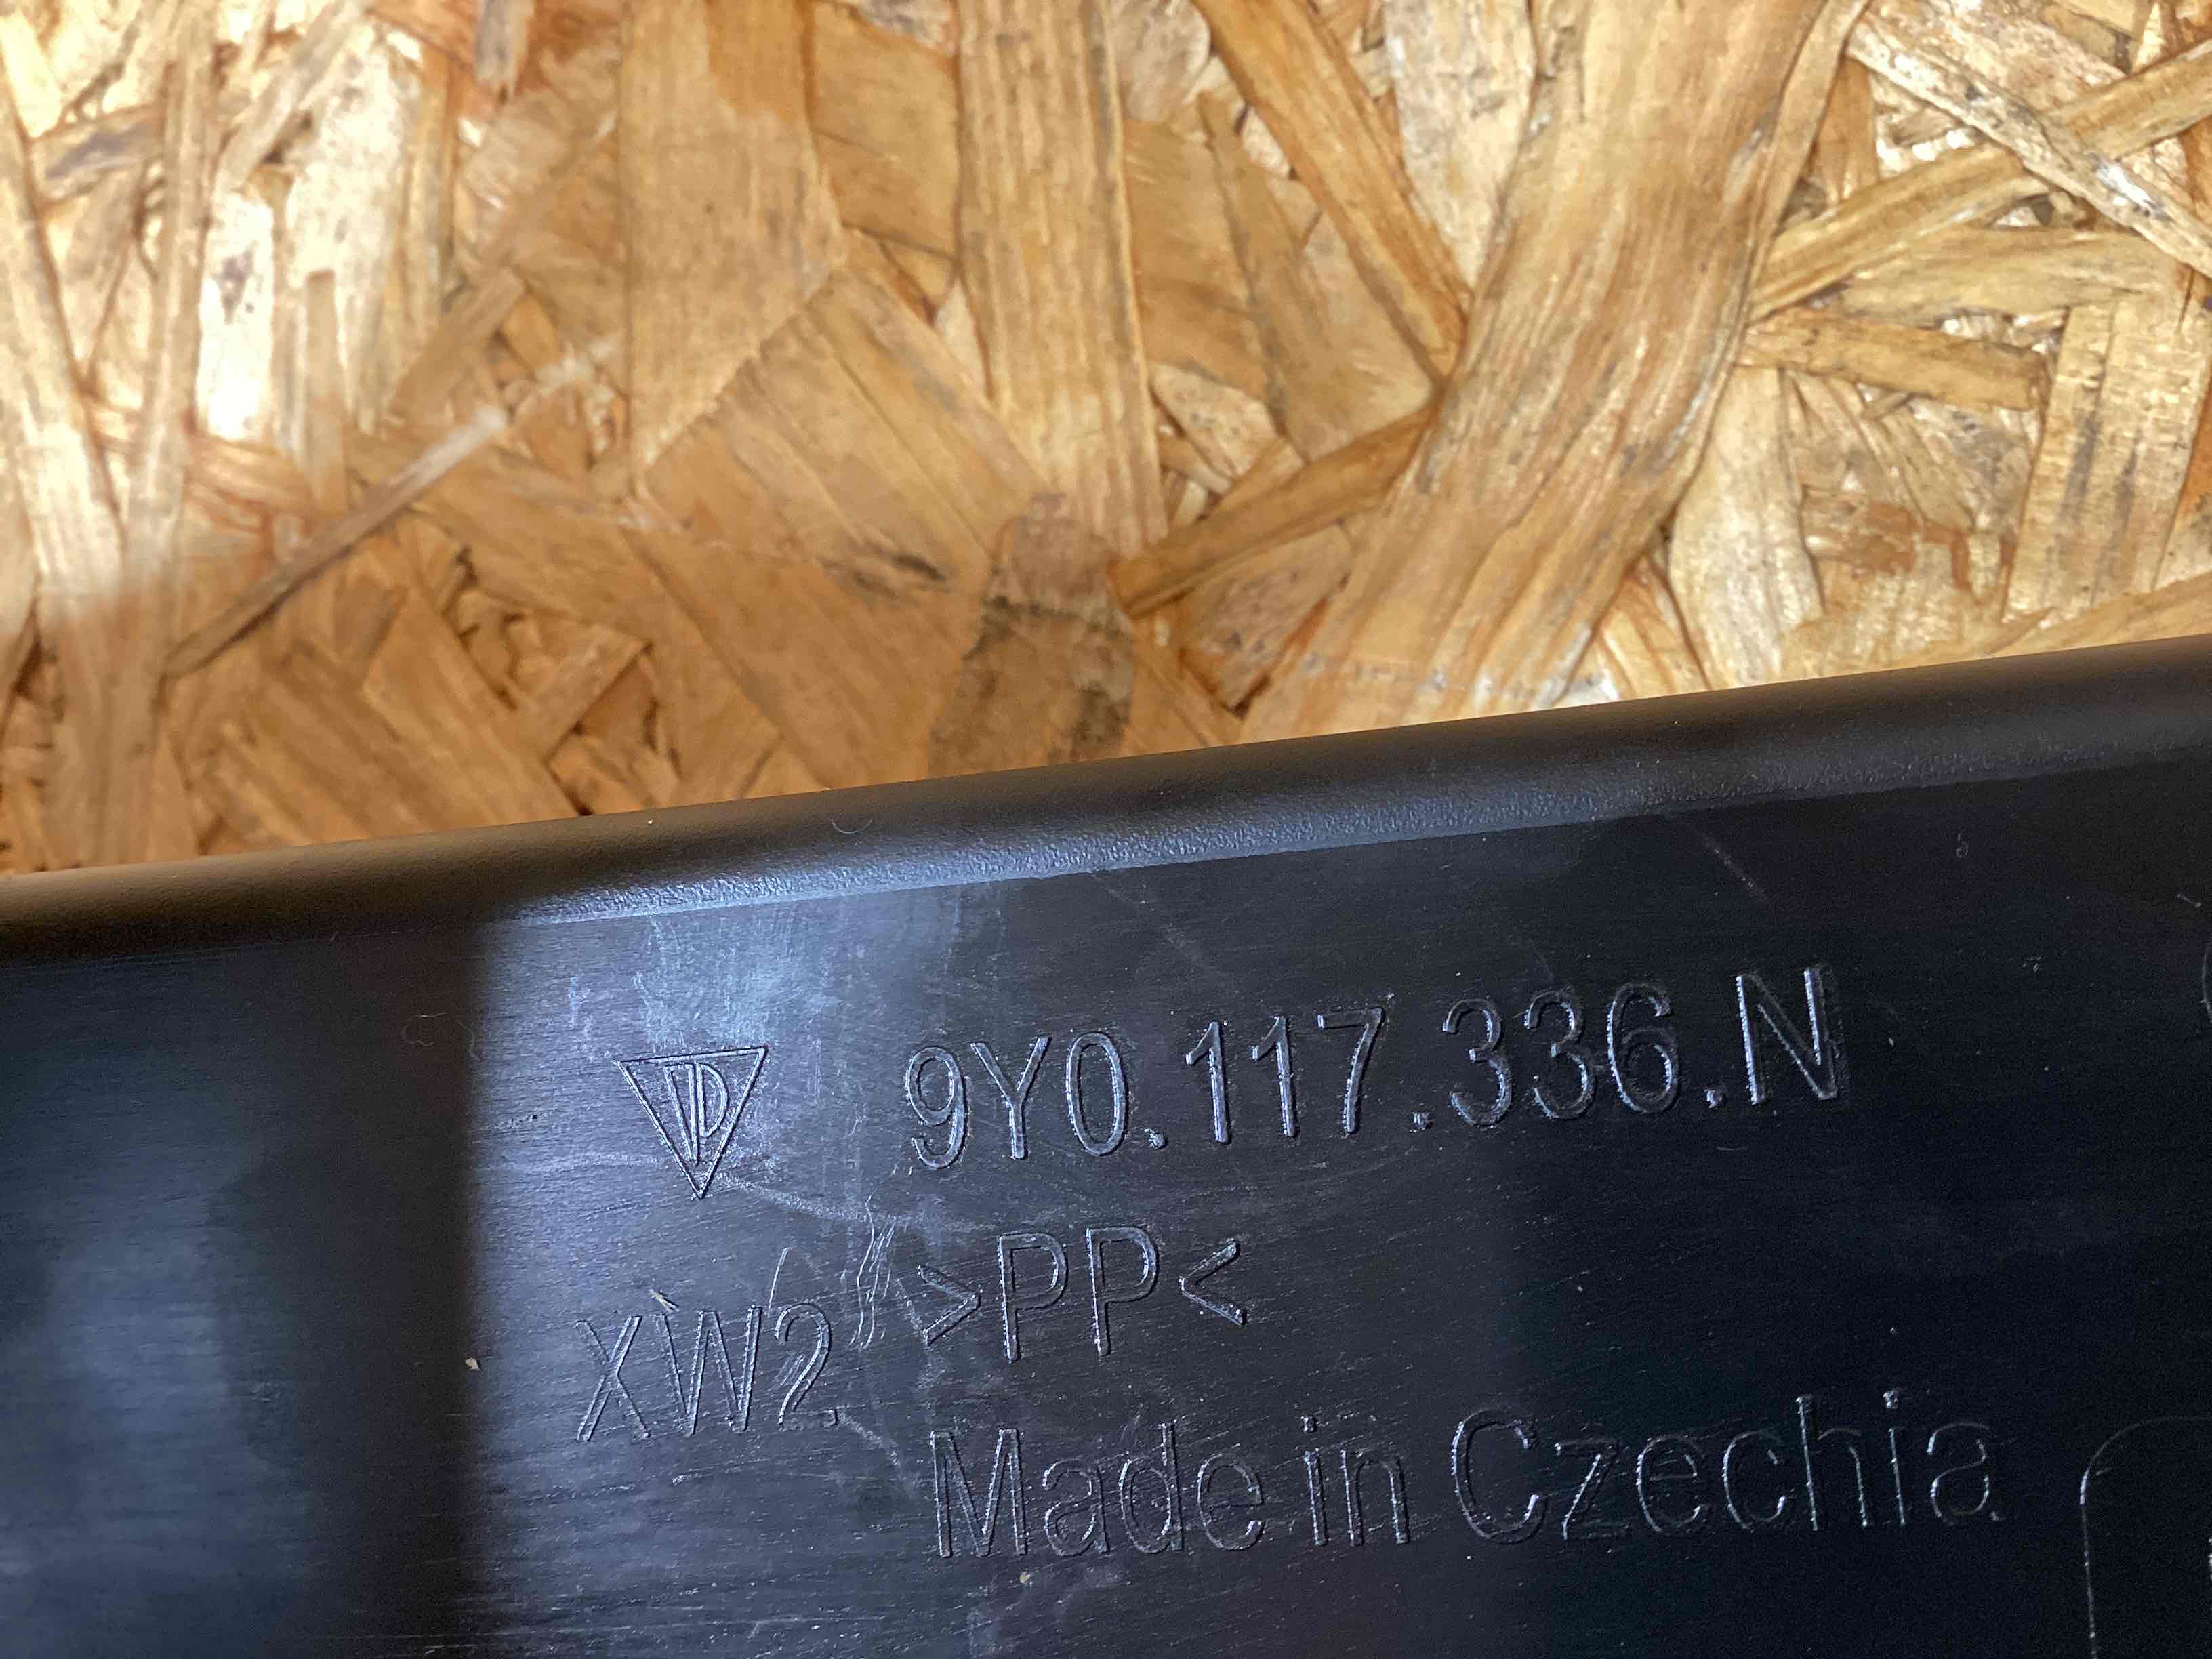 9Y0.117.336.N
>PP<
XW2
Made in Czechia